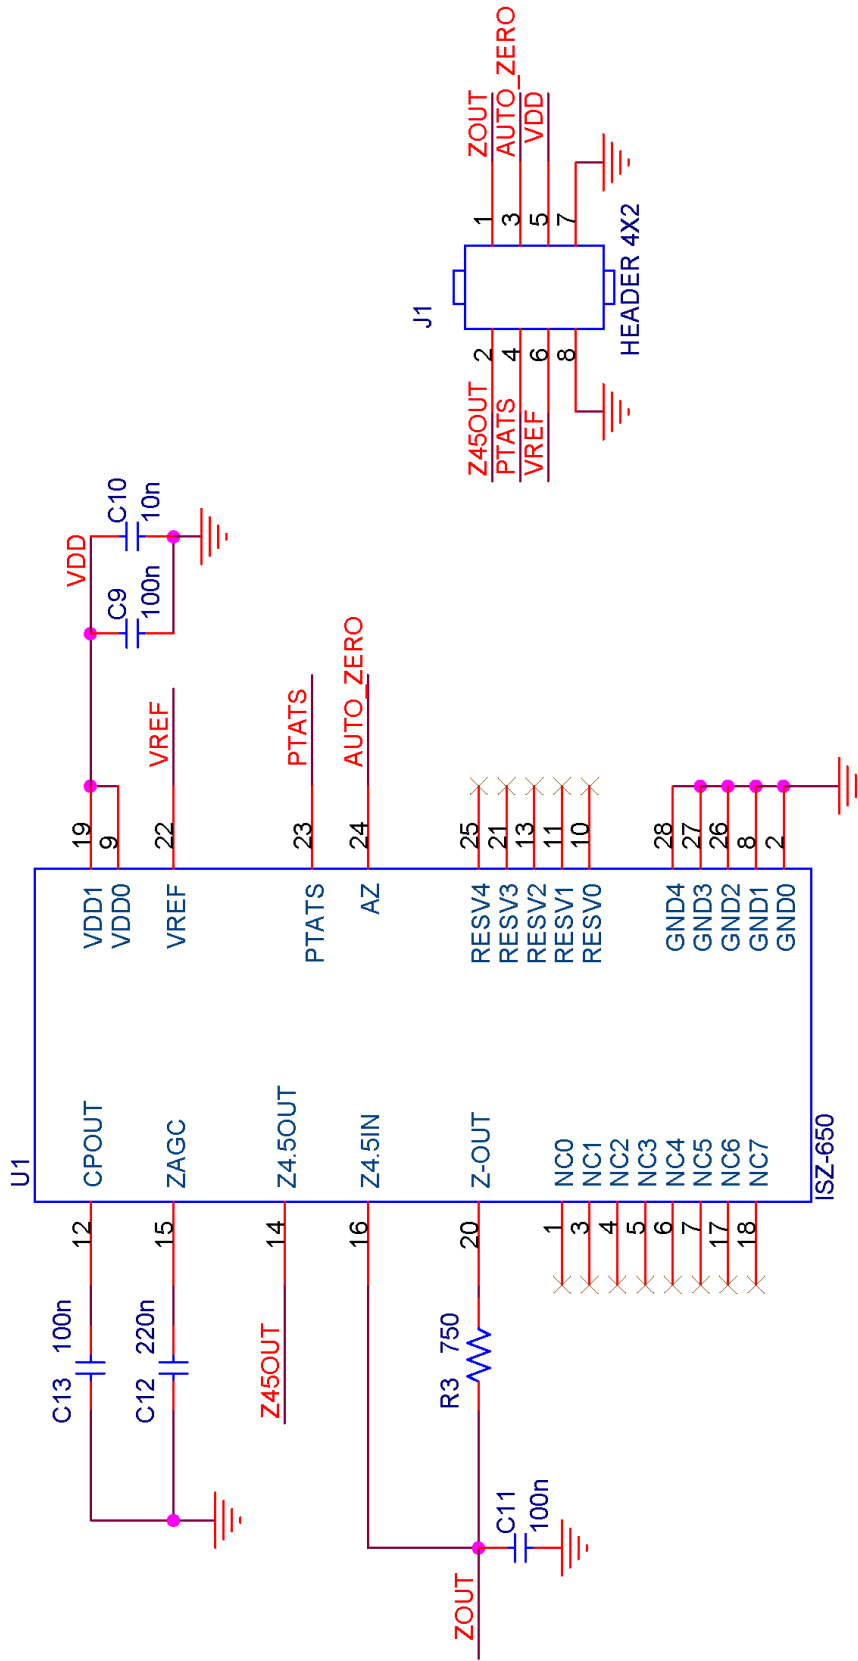 U1
ISZ-650
CPOUT
ZAGC
Z4.5OUT
Z4.5IN
Z-OUT
NC0
NC1
NC2
NC3
NC4
NC5
NC6
NC7
12
15
14
16
20
1
3
4
5
6
7
17
18
VDD1
VDD0
VREF
PTATS
AZ
RESV4
RESV3
RESV2
RESV1
RESV0
GND4
GND3
GND2
GND1
GND0
19
9
22
23
24
25
21
13
11
10
28
27
26
8
2
C13
100n
C12
220n
Z45OUT
R3
750
ZOUT
C11
100n
VDD
C9
100n
C10
10n
VREF
PTATS
AUTO_ZERO
J1
HEADER 4X2
Z45OUT
PTATS
VREF
2
4
6
8
1
3
5
7
ZOUT
AUTO_ZERO
VDD